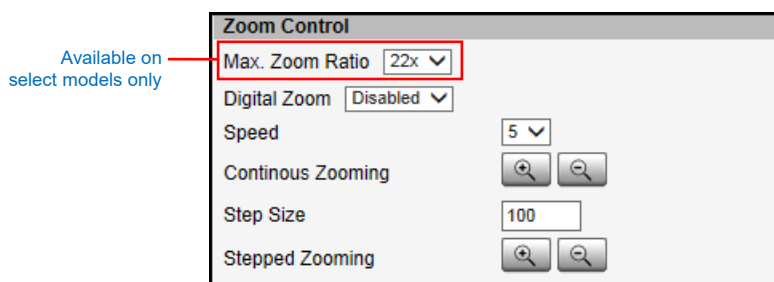 Zoom Control
Available on
select models only
Max. Zoom Ratio 22x
Digital Zoom Disabled
Speed 5
Continous Zooming
Step Size 100
Stepped Zooming